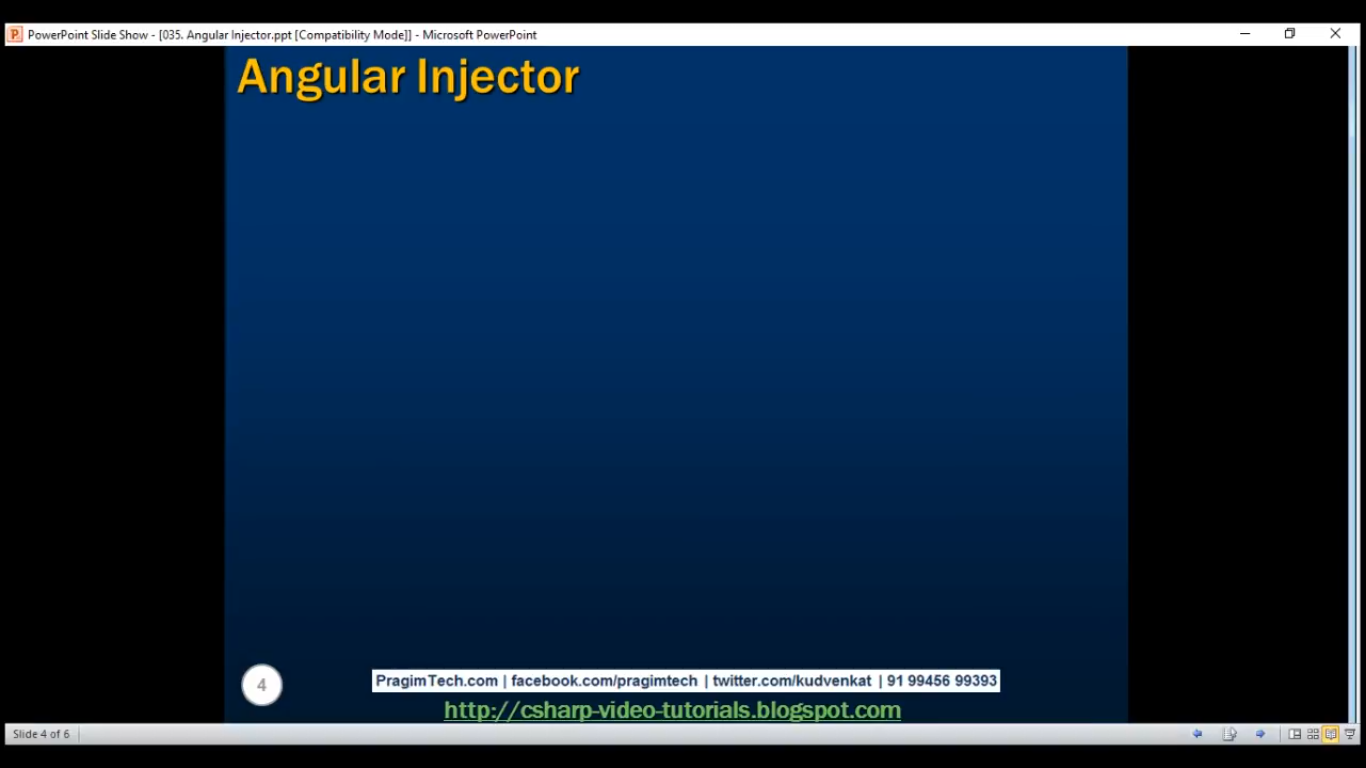 PowerPoint Slide Show - [035. Angular Injector.ppt [Compatibility Mode]] - Microsoft PowerPoint
Angular Injector
4
PragimTech.com | facebook.com/pragimtech | twitter.com/kudvenkat | 91 99456 99393
http://csharp-video-tutorials.blogspot.com
Slide 4 of 6